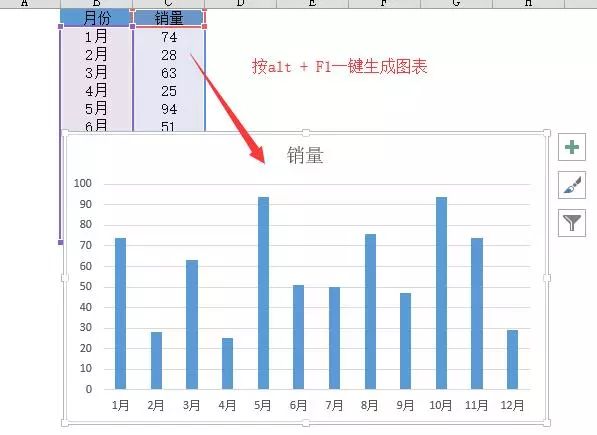 A B C D E F G H
月份 销量
1月 74
2月 28
3月 63
4月 25
5月 94
6月 51
按alt + F1一键生成图表
销量
100
90
80
70
60
50
40
30
20
10
0
1月 2月 3月 4月 5月 6月 7月 8月 9月 10月 11月 12月